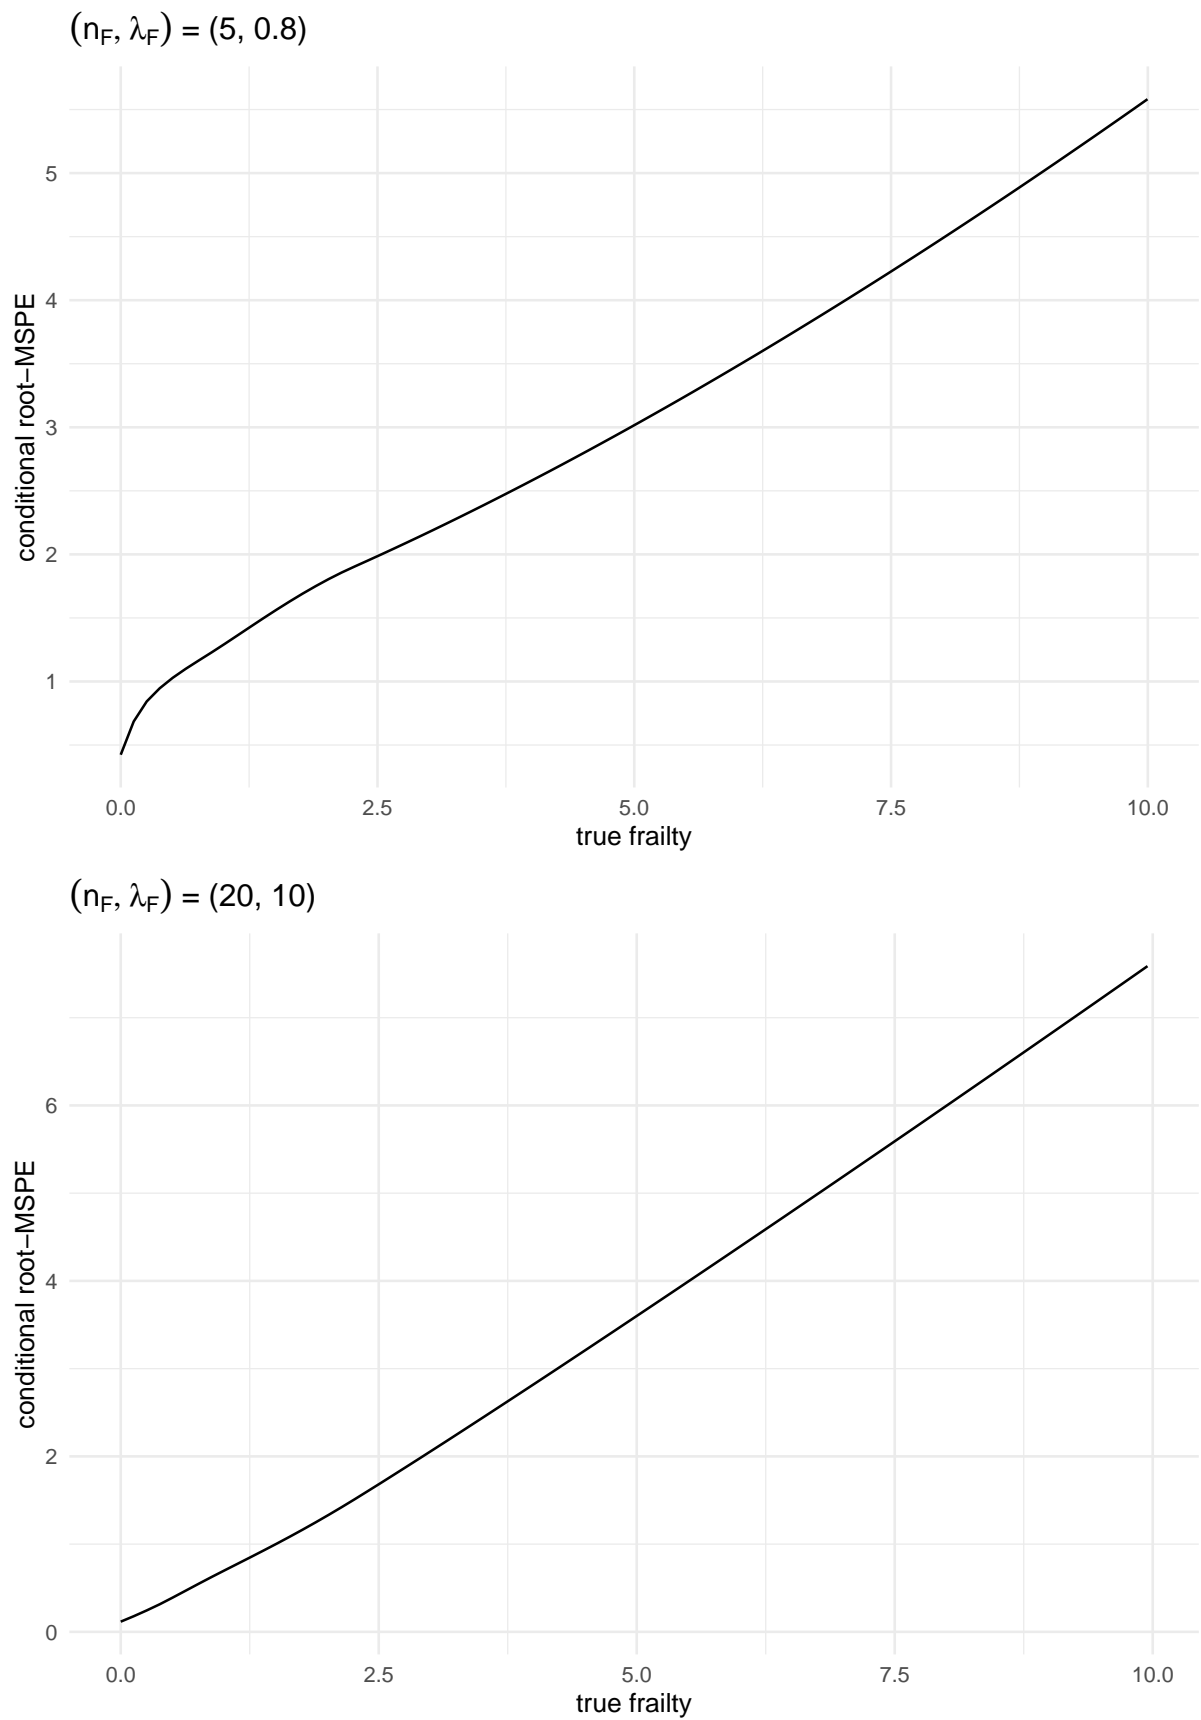 (n_F, λ_F) = (5, 0.8)
conditional root−MSPE
5
4
3
2
1
0.0 2.5 5.0 7.5 10.0
true frailty
(n_F, λ_F) = (20, 10)
conditional root−MSPE
6
4
2
0
0.0 2.5 5.0 7.5 10.0
true frailty